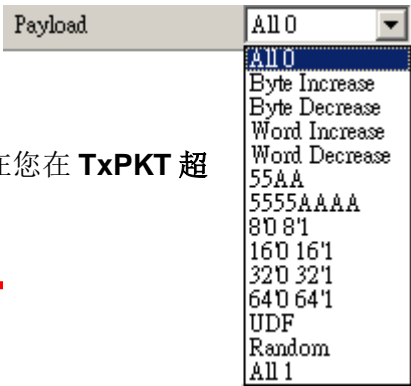 Payload
All 0
All 0
Byte Increase
Byte Decrease
Word Increase
Word Decrease
在您在 TxPKT 超
55AA
5555AAAA
8'0 8'1
16'0 16'1
32'0 32'1
64'0 64'1
UDF
Random
All 1